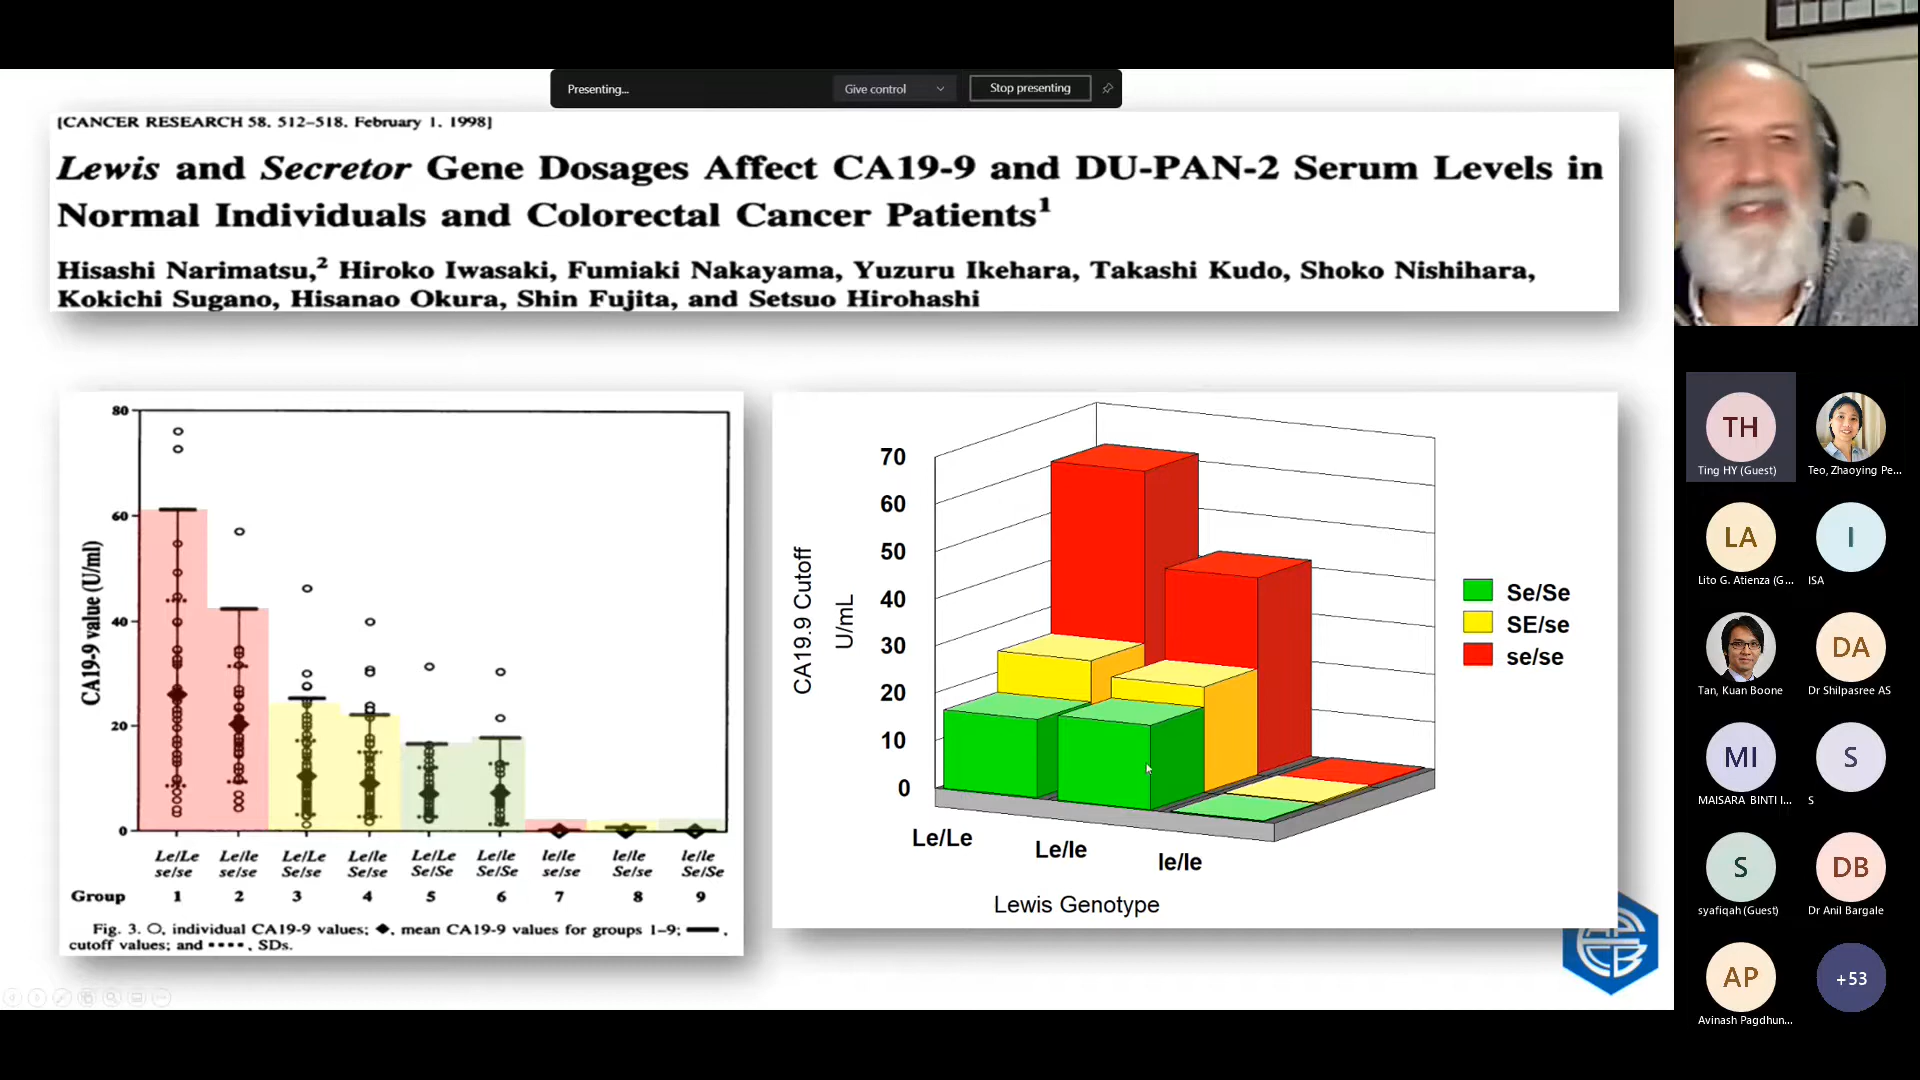 Presenting...
Give control
Stop presenting
[CANCER RESEARCH 58, 512–518, February 1, 1998]
Lewis and Secretor Gene Dosages Affect CA19-9 and DU-PAN-2 Serum Levels in
Normal Individuals and Colorectal Cancer Patients¹
Hisashi Narimatsu,² Hiroko Iwasaki, Fumiaki Nakayama, Yuzuru Ikehara, Takashi Kudo, Shoko Nishihara,
Kokichi Sugano, Hisanao Okura, Shin Fujita, and Setsuo Hirohashi
CA19-9 value (U/ml)
80
60
40
20
0
Le/Le Le/le Le/Le Le/le Le/Le Le/le le/le le/le le/le
se/se se/se Se/se Se/se Se/Se Se/Se se/se Se/se Se/Se
Group 1 2 3 4 5 6 7 8 9
Fig. 3. O, individual CA19-9 values; ◆, mean CA19-9 values for groups 1–9; ━━,
cutoff values; and ••••, SDs.
CA19.9 Cutoff
U/mL
70
60
50
40
30
20
10
0
Le/Le
Le/le
le/le
Lewis Genotype
Se/Se
SE/se
se/se
TH
Ting HY (Guest)
Teo, Zhaoying Pe...
LA
Lito G. Atienza (G...
I
ISA
Tan, Kuan Boone
DA
Dr Shilpasree AS
MI
MAISARA BINTI I...
S
S
S
syafiqah (Guest)
DB
Dr Anil Bargale
AP
Avinash Pagdhun...
+53